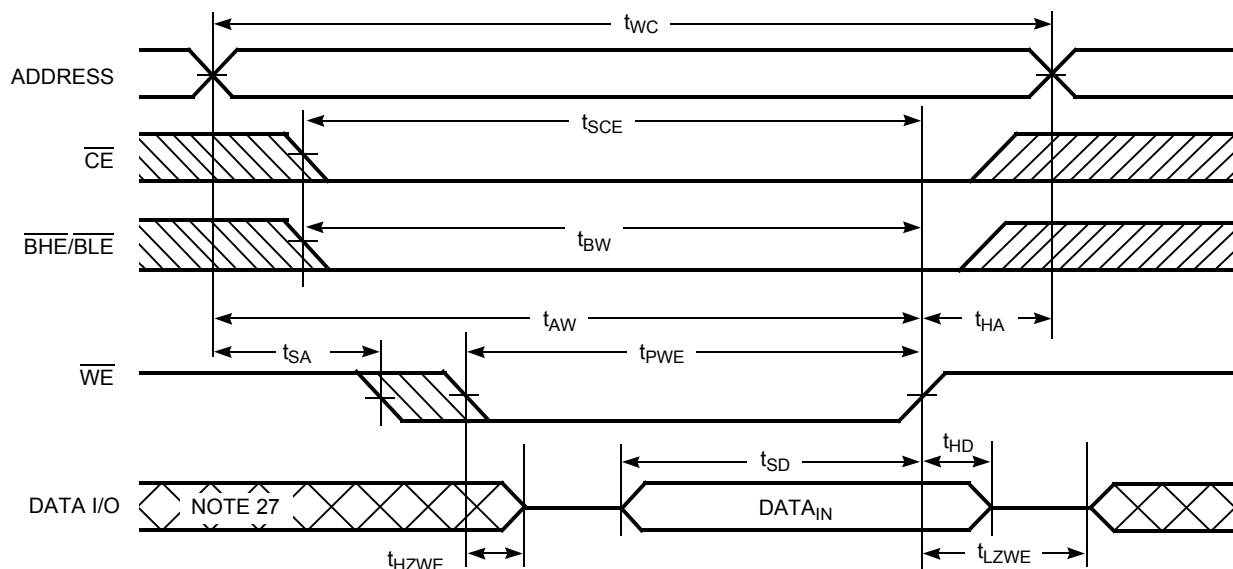 tWC
ADDRESS
tSCE
CE
BHE/BLE
tBW
tAW
tHA
tSA
tPWE
WE
tHD
tSD
DATA I/O
NOTE 27
DATAIN
tHZWE
tLZWE